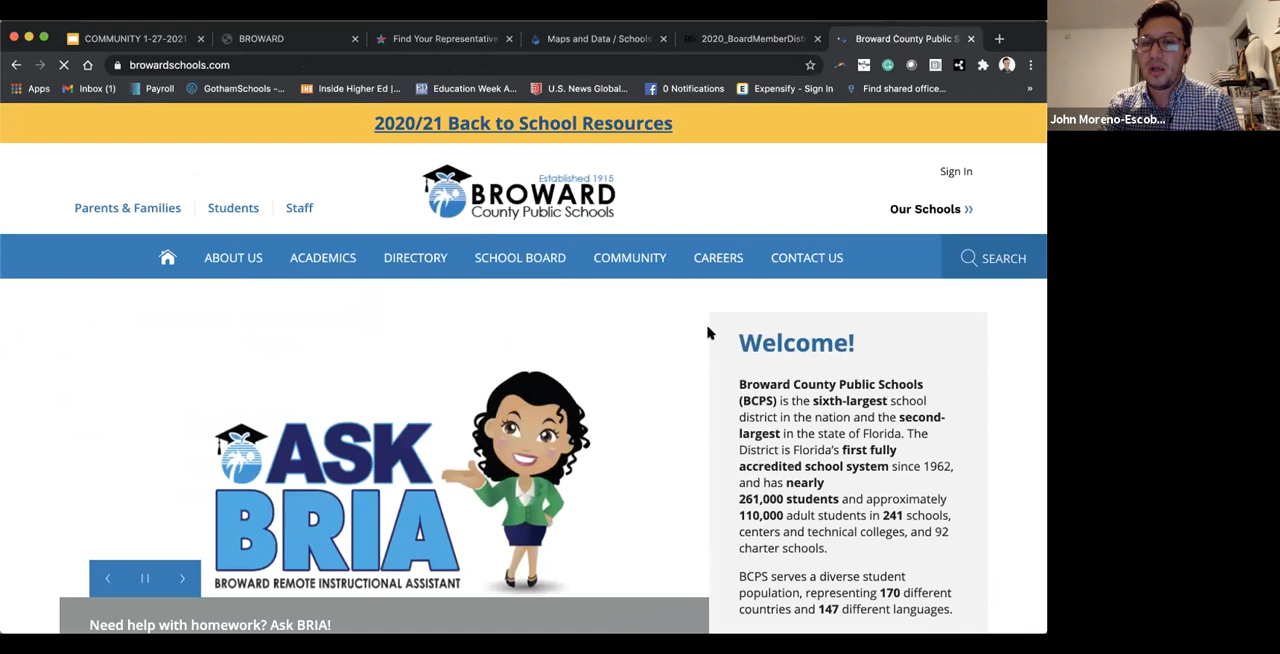 COMMUNITY 1-27-2021
BROWARD
Find Your Representative
Maps and Data / Schools
2020_BoardMemberDist
Broward County Public S
browardschools.com
Apps
Inbox (1)
Payroll
GothamSchools –...
Inside Higher Ed |...
Education Week A...
U.S. News Global...
0 Notifications
Expensify - Sign In
Find shared office...
John Moreno-Escob...
2020/21 Back to School Resources
Sign In
Parents & Families
Students
Staff
Established 1915
BROWARD
County Public Schools
Our Schools »
ABOUT US
ACADEMICS
DIRECTORY
SCHOOL BOARD
COMMUNITY
CAREERS
CONTACT US
SEARCH
ASK
BRIA
BROWARD REMOTE INSTRUCTIONAL ASSISTANT
Need help with homework? Ask BRIA!
Welcome!
Broward County Public Schools
(BCPS) is the sixth-largest school
district in the nation and the second-
largest in the state of Florida. The
District is Florida's first fully
accredited school system since 1962,
and has nearly
261,000 students and approximately
110,000 adult students in 241 schools,
centers and technical colleges, and 92
charter schools.
BCPS serves a diverse student
population, representing 170 different
countries and 147 different languages.